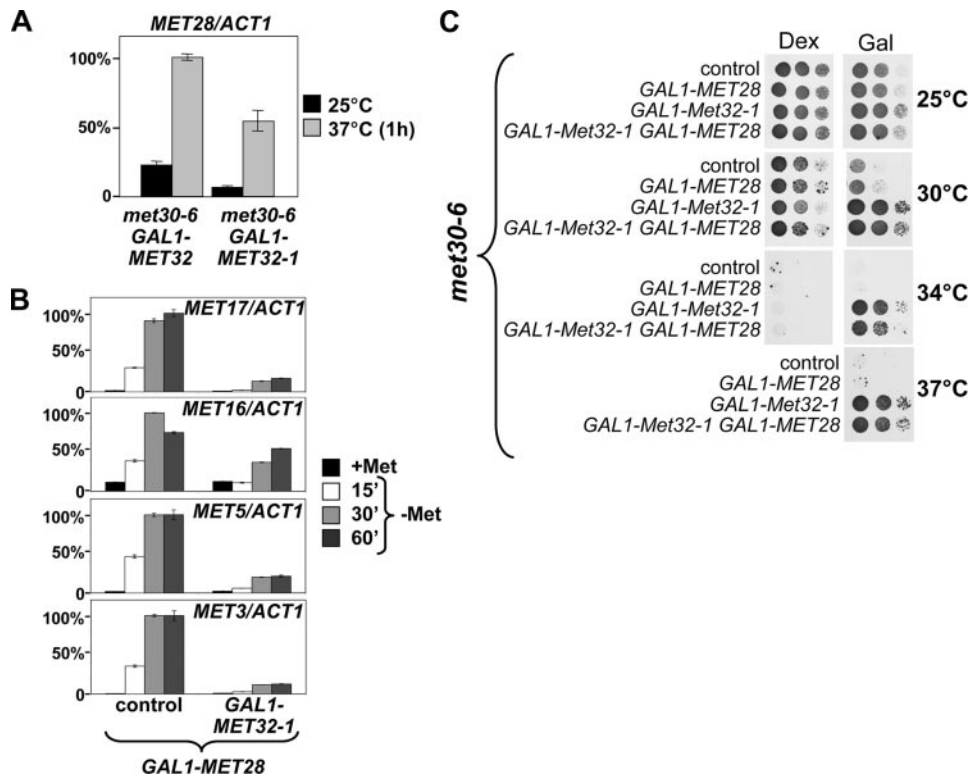 A
MET28/ACT1
100%
50%
0
25°C
37°C (1h)
met30-6
GAL1-
MET32
met30-6
GAL1-
MET32-1
B
MET17/ACT1
100%
50%
0
MET16/ACT1
100%
50%
0
MET5/ACT1
100%
50%
0
MET3/ACT1
100%
50%
0
+Met
15'
30'
60'
-Met
control
GAL1-
MET32-1
GAL1-MET28
C
Dex Gal
met30-6
control
GAL1-MET28
GAL1-Met32-1
GAL1-Met32-1 GAL1-MET28
25°C
control
GAL1-MET28
GAL1-Met32-1
GAL1-Met32-1 GAL1-MET28
30°C
control
GAL1-MET28
GAL1-Met32-1
GAL1-Met32-1 GAL1-MET28
34°C
control
GAL1-MET28
GAL1-Met32-1
GAL1-Met32-1 GAL1-MET28
37°C